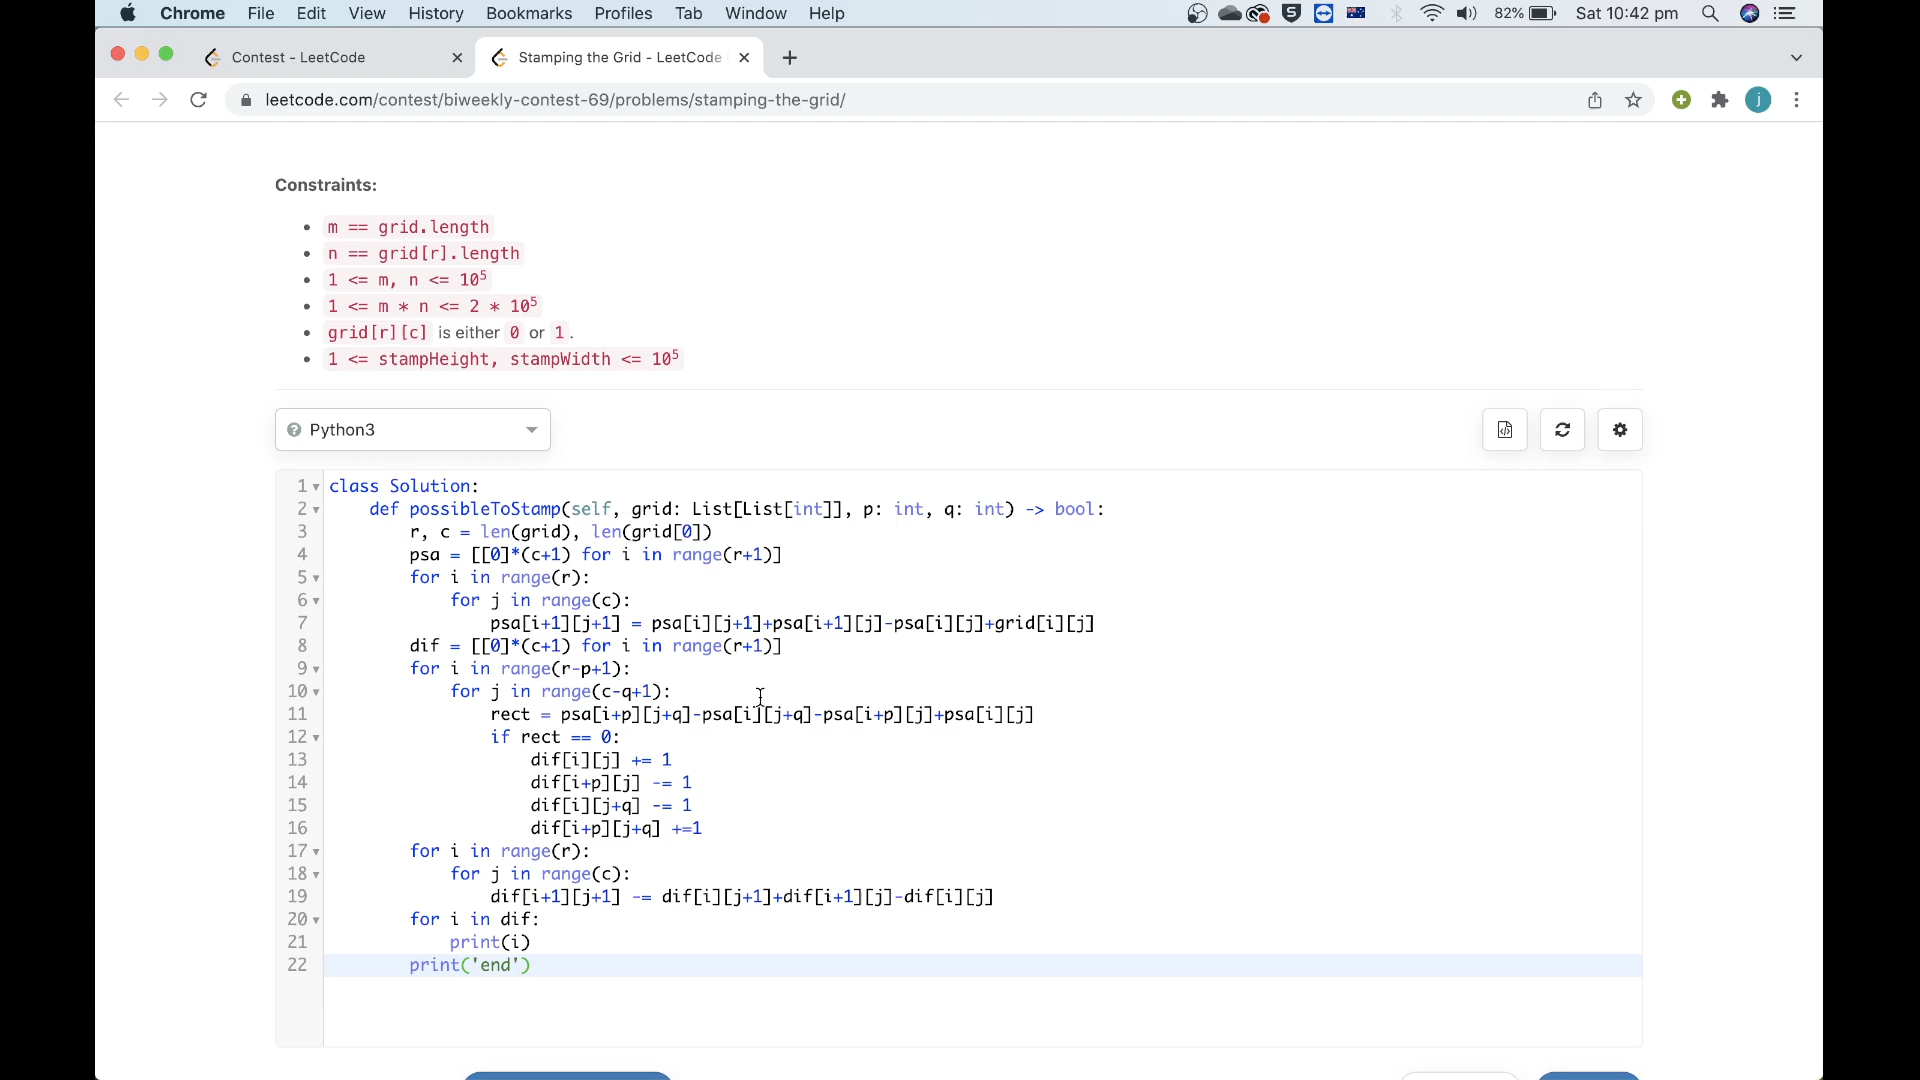 Chrome File Edit View History Bookmarks Profiles Tab Window Help 82% Sat 10:42 pm
Contest - LeetCode Stamping the Grid - LeetCode
leetcode.com/contest/biweekly-contest-69/problems/stamping-the-grid/ j
Constraints:
• m == grid.length
• n == grid[r].length
• 1 <= m, n <= 10⁵
• 1 <= m * n <= 2 * 10⁵
• grid[r][c] is either 0 or 1.
• 1 <= stampHeight, stampWidth <= 10⁵
Python3
1 class Solution:
2     def possibleToStamp(self, grid: List[List[int]], p: int, q: int) -> bool:
3         r, c = len(grid), len(grid[0])
4         psa = [[0]*(c+1) for i in range(r+1)]
5         for i in range(r):
6             for j in range(c):
7                 psa[i+1][j+1] = psa[i][j+1]+psa[i+1][j]-psa[i][j]+grid[i][j]
8         dif = [[0]*(c+1) for i in range(r+1)]
9         for i in range(r-p+1):
10             for j in range(c-q+1):
11                 rect = psa[i+p][j+q]-psa[i][j+q]-psa[i+p][j]+psa[i][j]
12                 if rect == 0:
13                     dif[i][j] += 1
14                     dif[i+p][j] -= 1
15                     dif[i][j+q] -= 1
16                     dif[i+p][j+q] +=1
17         for i in range(r):
18             for j in range(c):
19                 dif[i+1][j+1] -= dif[i][j+1]+dif[i+1][j]-dif[i][j]
20         for i in dif:
21             print(i)
22         print('end')